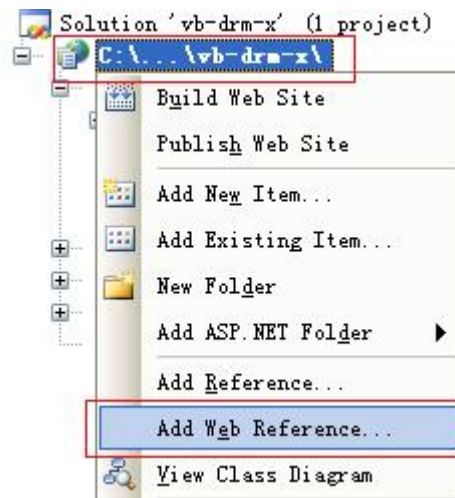 Solution 'vb-drm-x' (1 project)
C:\...\vb-drm-x\
Build Web Site
Publish Web Site
Add New Item...
Add Existing Item...
New Folder
Add ASP.NET Folder
Add Reference...
Add Web Reference...
View Class Diagram